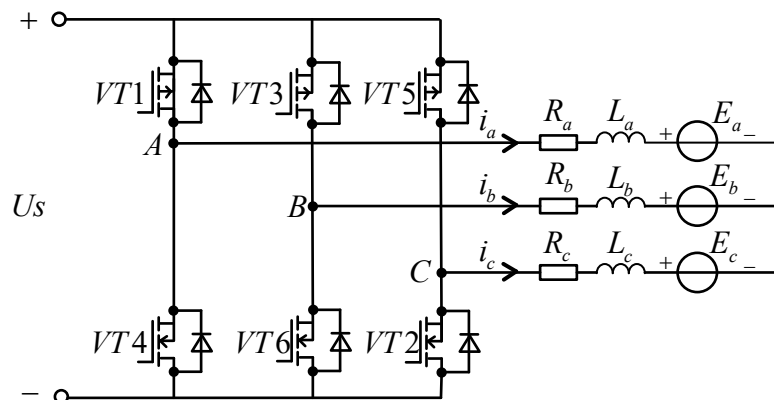 +
VT1 VT3 VT5
A i_a R_a L_a + E_a −
Us B i_b R_b L_b + E_b −
C i_c R_c L_c + E_c −
VT4 VT6 VT2
−